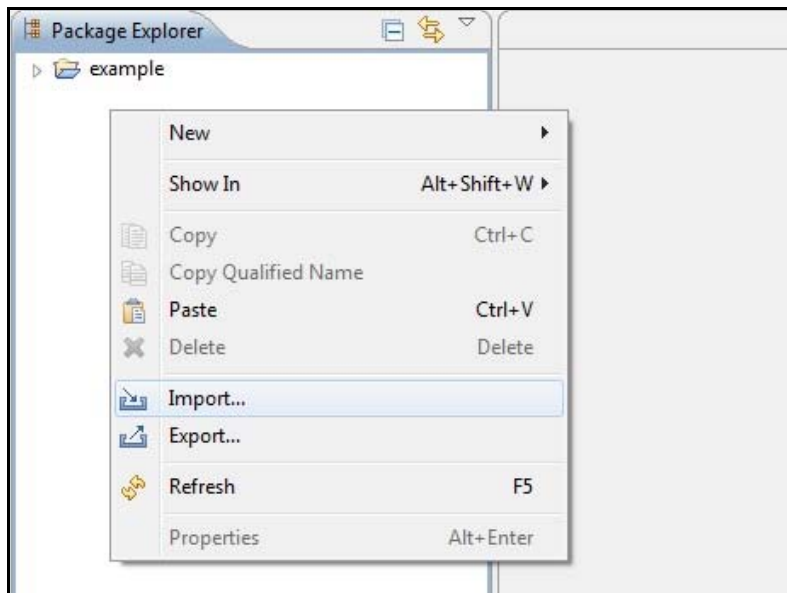 Package Explorer
example
New
Show In Alt+Shift+W
Copy Ctrl+C
Copy Qualified Name
Paste Ctrl+V
Delete Delete
Import...
Export...
Refresh F5
Properties Alt+Enter